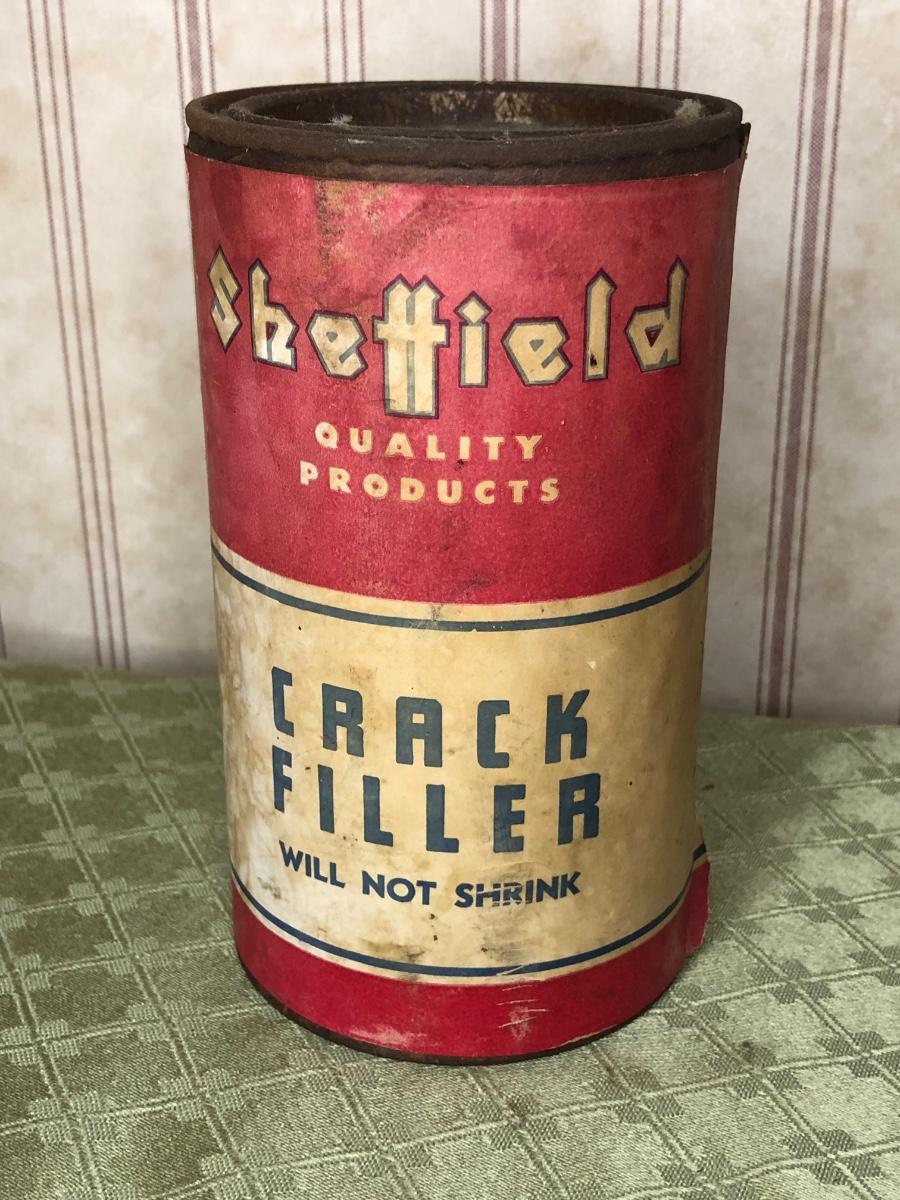 Sheffield
QUALITY
PRODUCTS
CRACK
FILLER
WILL NOT SHRINK